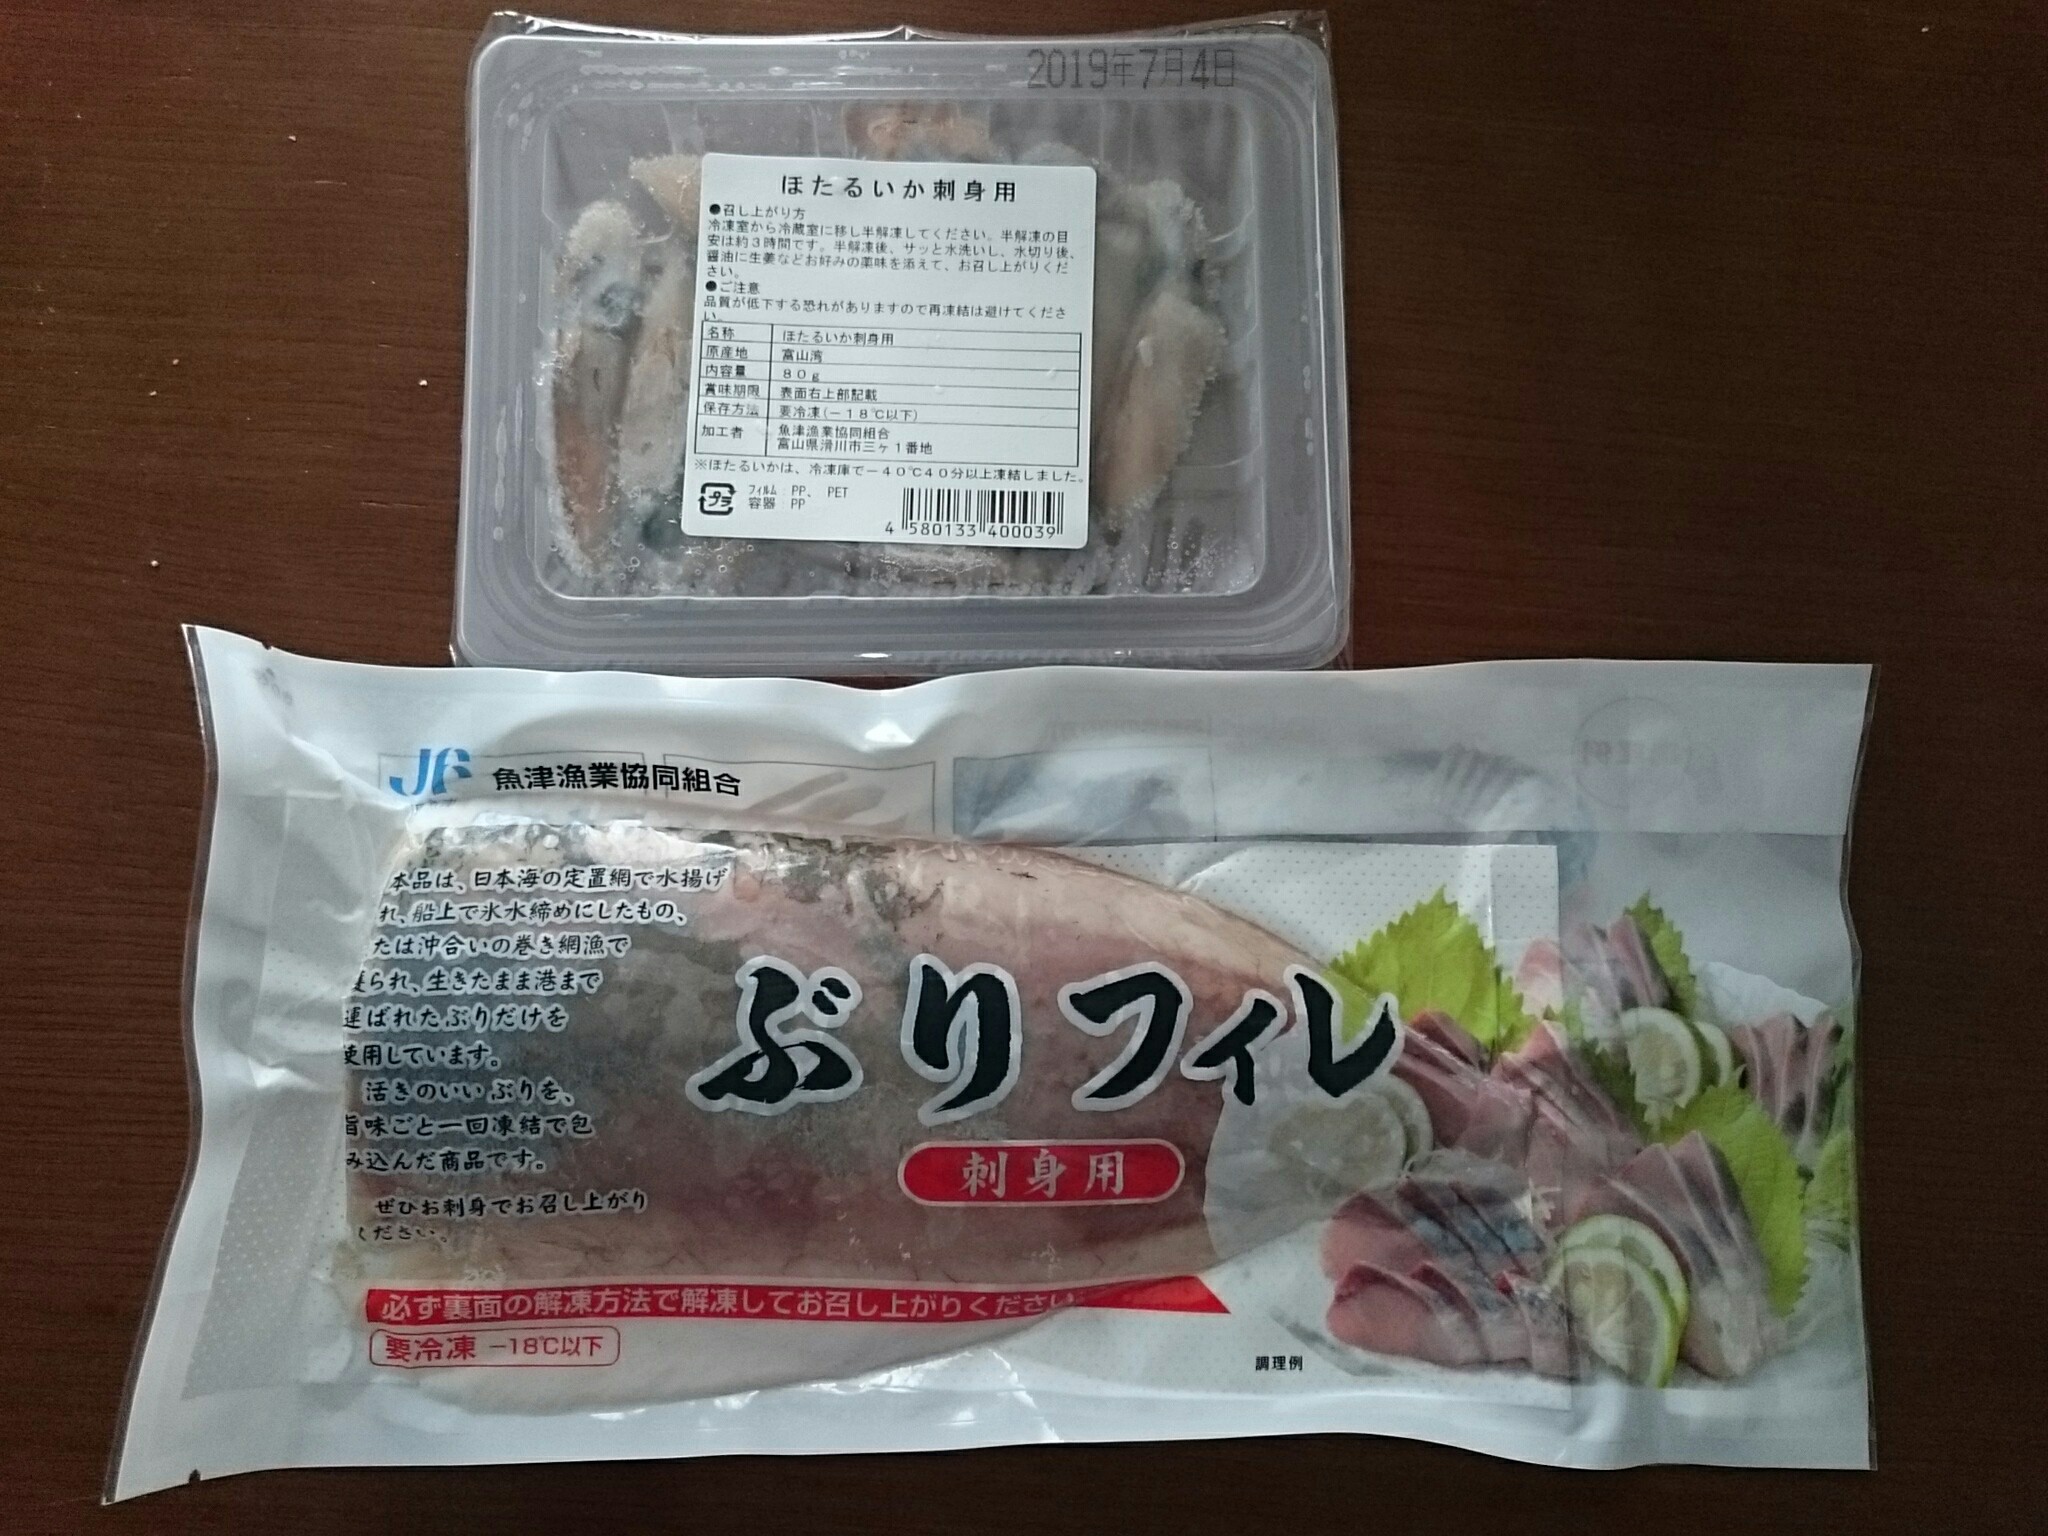 2019年7月4日
ほたるいか刺身用
●召し上がり方
冷凍室から冷蔵室に移し半解凍してください。半解凍の目
安は約3時間です。半解凍後、サッと水洗いし、水切り後、
醤油に生姜などお好みの薬味を添えて、お召し上がりくだ
さい。
●ご注意
品質が低下する恐れがありますので再凍結は避けてくださ
い。
名称 ほたるいか刺身用
原産地 富山湾
内容量 80g
賞味期限 表面右上部記載
保存方法 要冷凍(-18℃以下)
加工者 魚津漁業協同組合
富山県滑川市三ヶ1番地
※ほたるいかは、冷凍庫で-40℃40分以上凍結しました。
プラ フィルム：PP、PET
容器：PP
4 580133 400039
JF 魚津漁業協同組合
本品は、日本海の定置網で水揚げ
れ、船上で氷水締めにしたもの、
たは沖合いの巻き網漁で
獲られ、生きたまま港まで
運ばれたぶりだけを
使用しています。
活きのいいぶりを、
旨味ごと一回凍結で包
み込んだ商品です。
ぜひお刺身でお召し上がり
ください。
ぶりフィレ
刺身用
必ず裏面の解凍方法で解凍してお召し上がりください。
要冷凍 -18℃以下
調理例